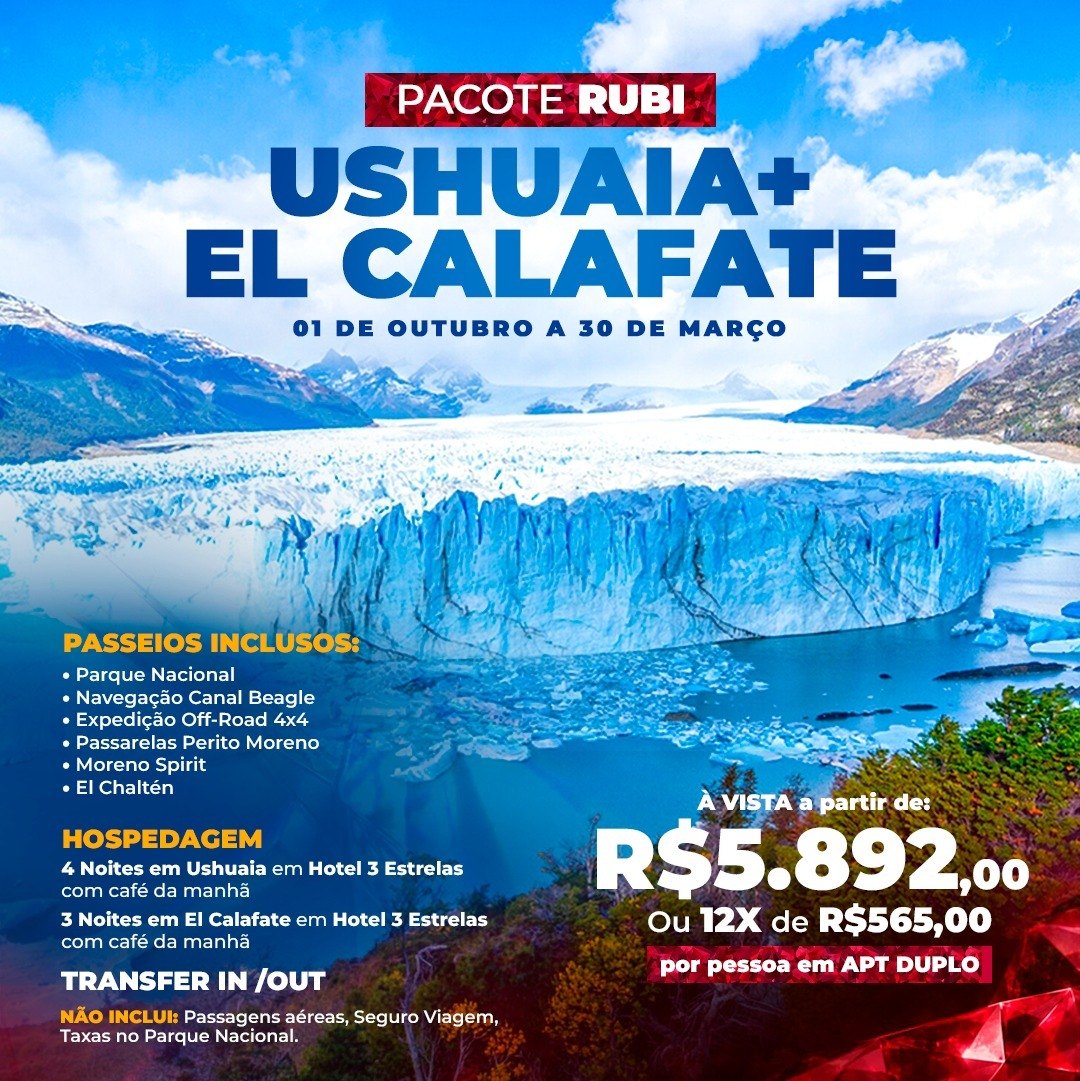 PACOTE RUBI
USHUAIA+
EL CALAFATE
01 DE OUTUBRO A 30 DE MARÇO
PASSEIOS INCLUSOS:
• Parque Nacional
• Navegação Canal Beagle
• Expedição Off-Road 4x4
• Passarelas Perito Moreno
• Moreno Spirit
• El Chaltén
HOSPEDAGEM
4 Noites em Ushuaia em Hotel 3 Estrelas
com café da manhã
3 Noites em El Calafate em Hotel 3 Estrelas
com café da manhã
TRANSFER IN /OUT
NÃO INCLUI: Passagens aéreas, Seguro Viagem,
Taxas no Parque Nacional.
À VISTA a partir de:
R$5.892,00
Ou 12X de R$565,00
por pessoa em APT DUPLO